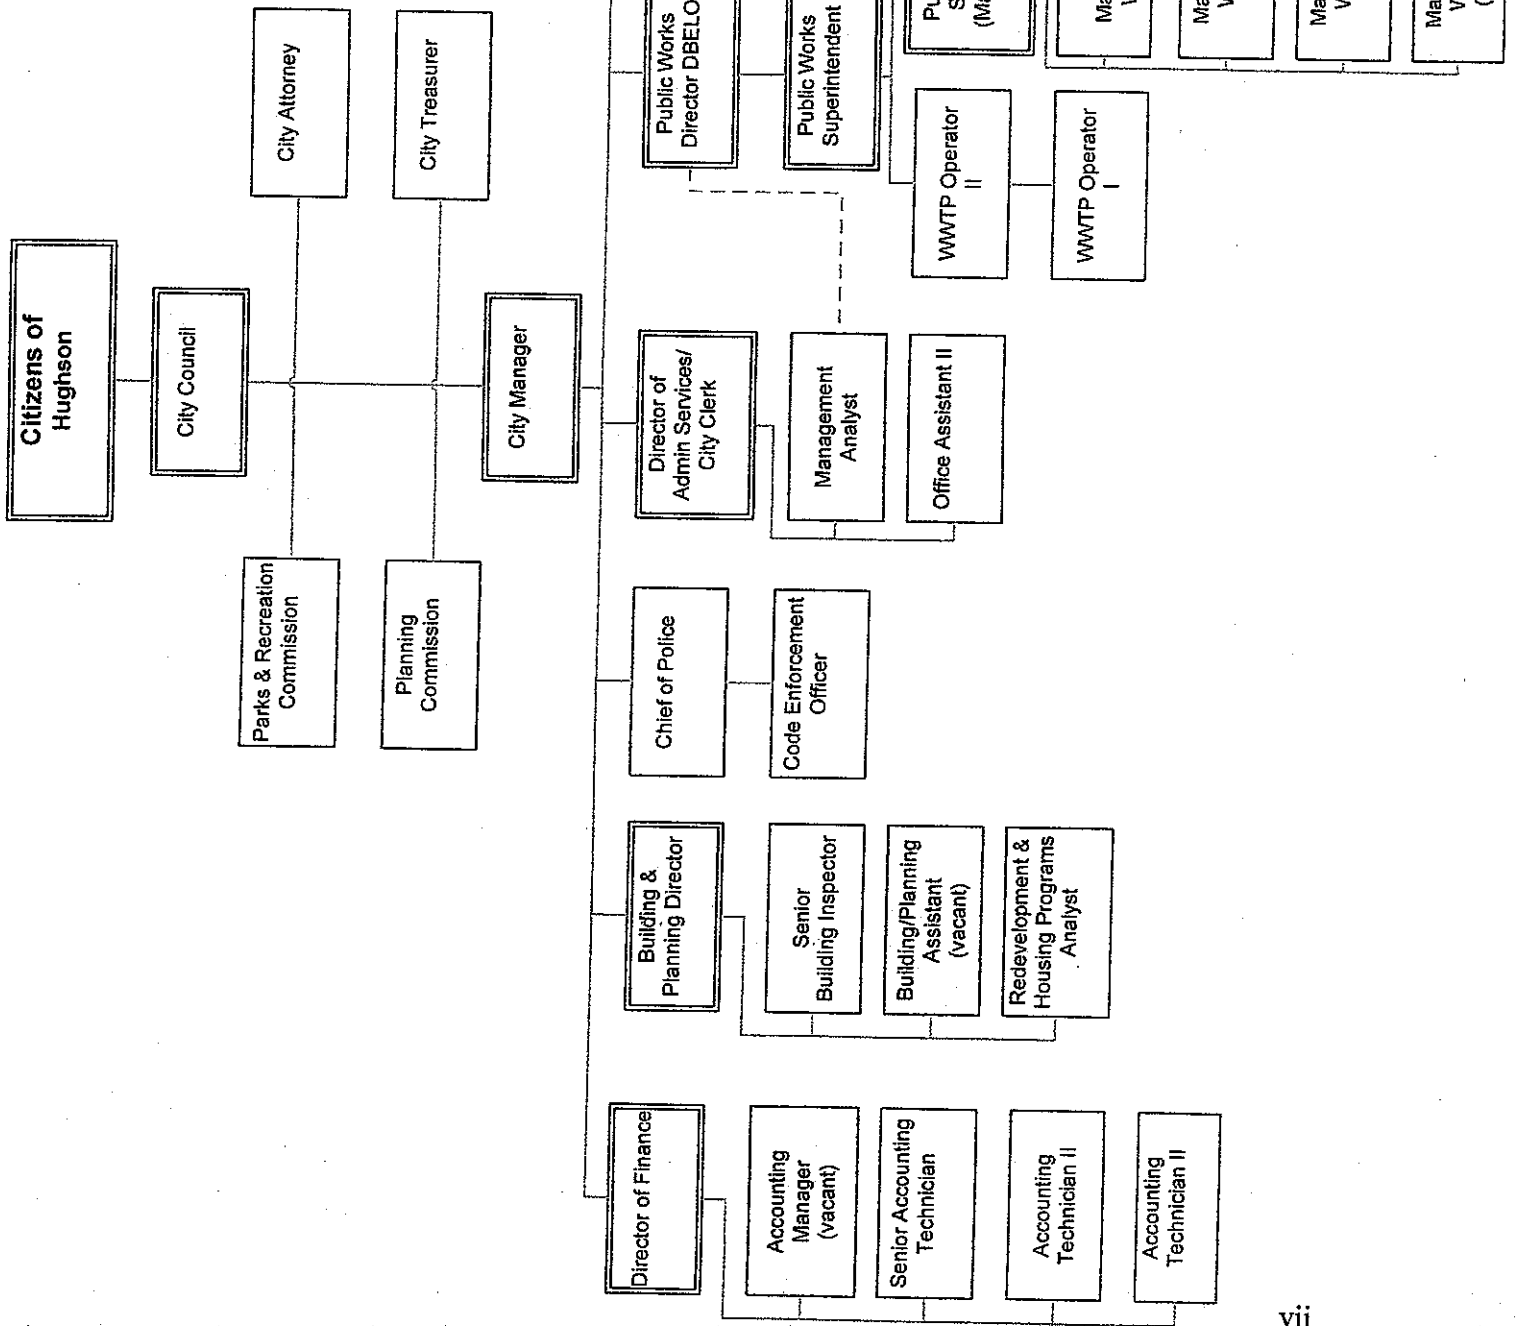 Citizens of
Hughson
City Council
City Attorney
Parks & Recreation
Commission
City Treasurer
Planning
Commission
City Manager
Director of Finance
Accounting
Manager
(vacant)
Senior Accounting
Technician
Accounting
Technician II
Accounting
Technician II
Building &
Planning Director
Senior
Building Inspector
Building/Planning
Assistant
(vacant)
Redevelopment &
Housing Programs
Analyst
Chief of Police
Code Enforcement
Officer
Director of
Admin Services/
City Clerk
Management
Analyst
Office Assistant II
Public Works
Director DBELO
Public Works
Superintendent
WWTP Operator
II
WWTP Operator
I
vii